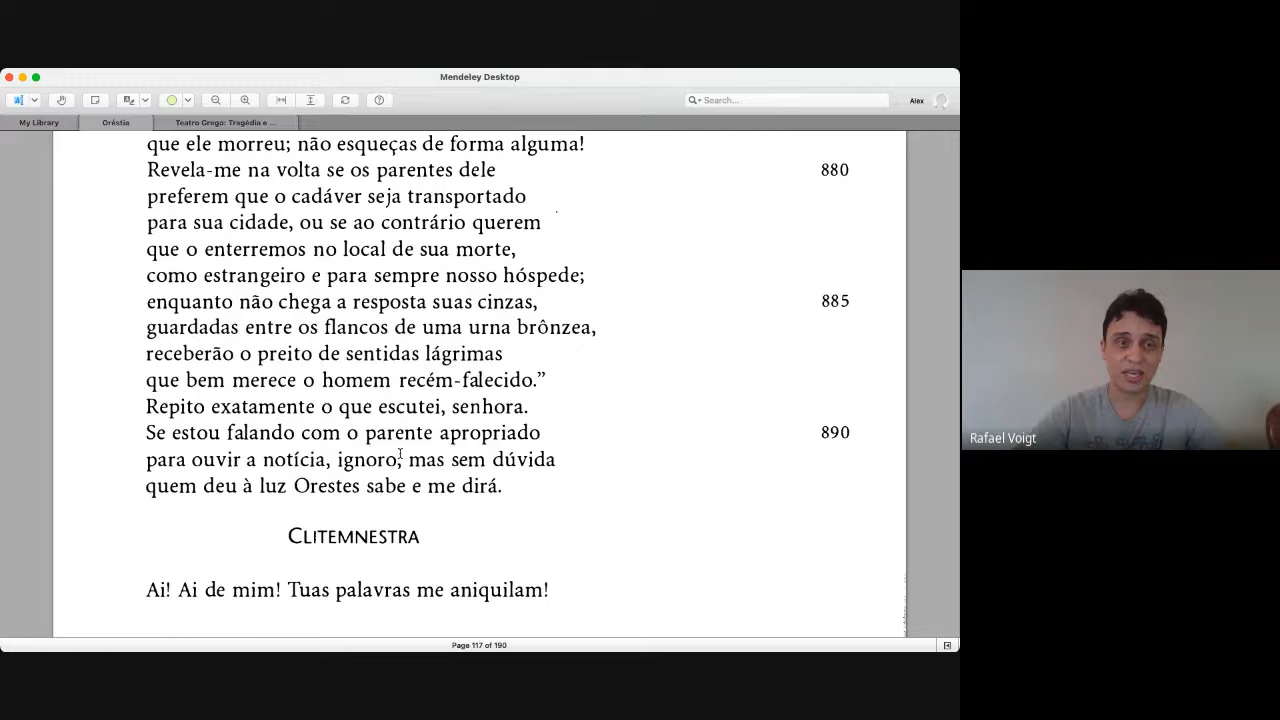 Mendeley Desktop
Search...
Alex
My Library
Oréstia
Teatro Grego: Tragédia e ...
que ele morreu; não esqueças de forma alguma!
Revela-me na volta se os parentes dele 880
preferem que o cadáver seja transportado
para sua cidade, ou se ao contrário querem
que o enterremos no local de sua morte,
como estrangeiro e para sempre nosso hóspede;
enquanto não chega a resposta suas cinzas, 885
guardadas entre os flancos de uma urna brônzea,
receberão o preito de sentidas lágrimas
que bem merece o homem recém-falecido.”
Repito exatamente o que escutei, senhora.
Se estou falando com o parente apropriado 890
para ouvir a notícia, ignoro, mas sem dúvida
quem deu à luz Orestes sabe e me dirá.
CLITEMNESTRA
Ai! Ai de mim! Tuas palavras me aniquilam!
Page 117 of 190
Rafael Voigt